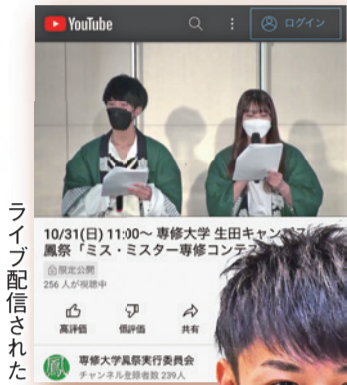 YouTube
ログイン
10/31(日) 11:00～ 専修大学 生田キャンパス
鳳祭「ミス・ミスター専修コンテス
限定公開
256 人が視聴中
高評価
低評価
共有
鳳
専修大学鳳祭実行委員会
チャンネル登録者数 239人
ライブ配信された